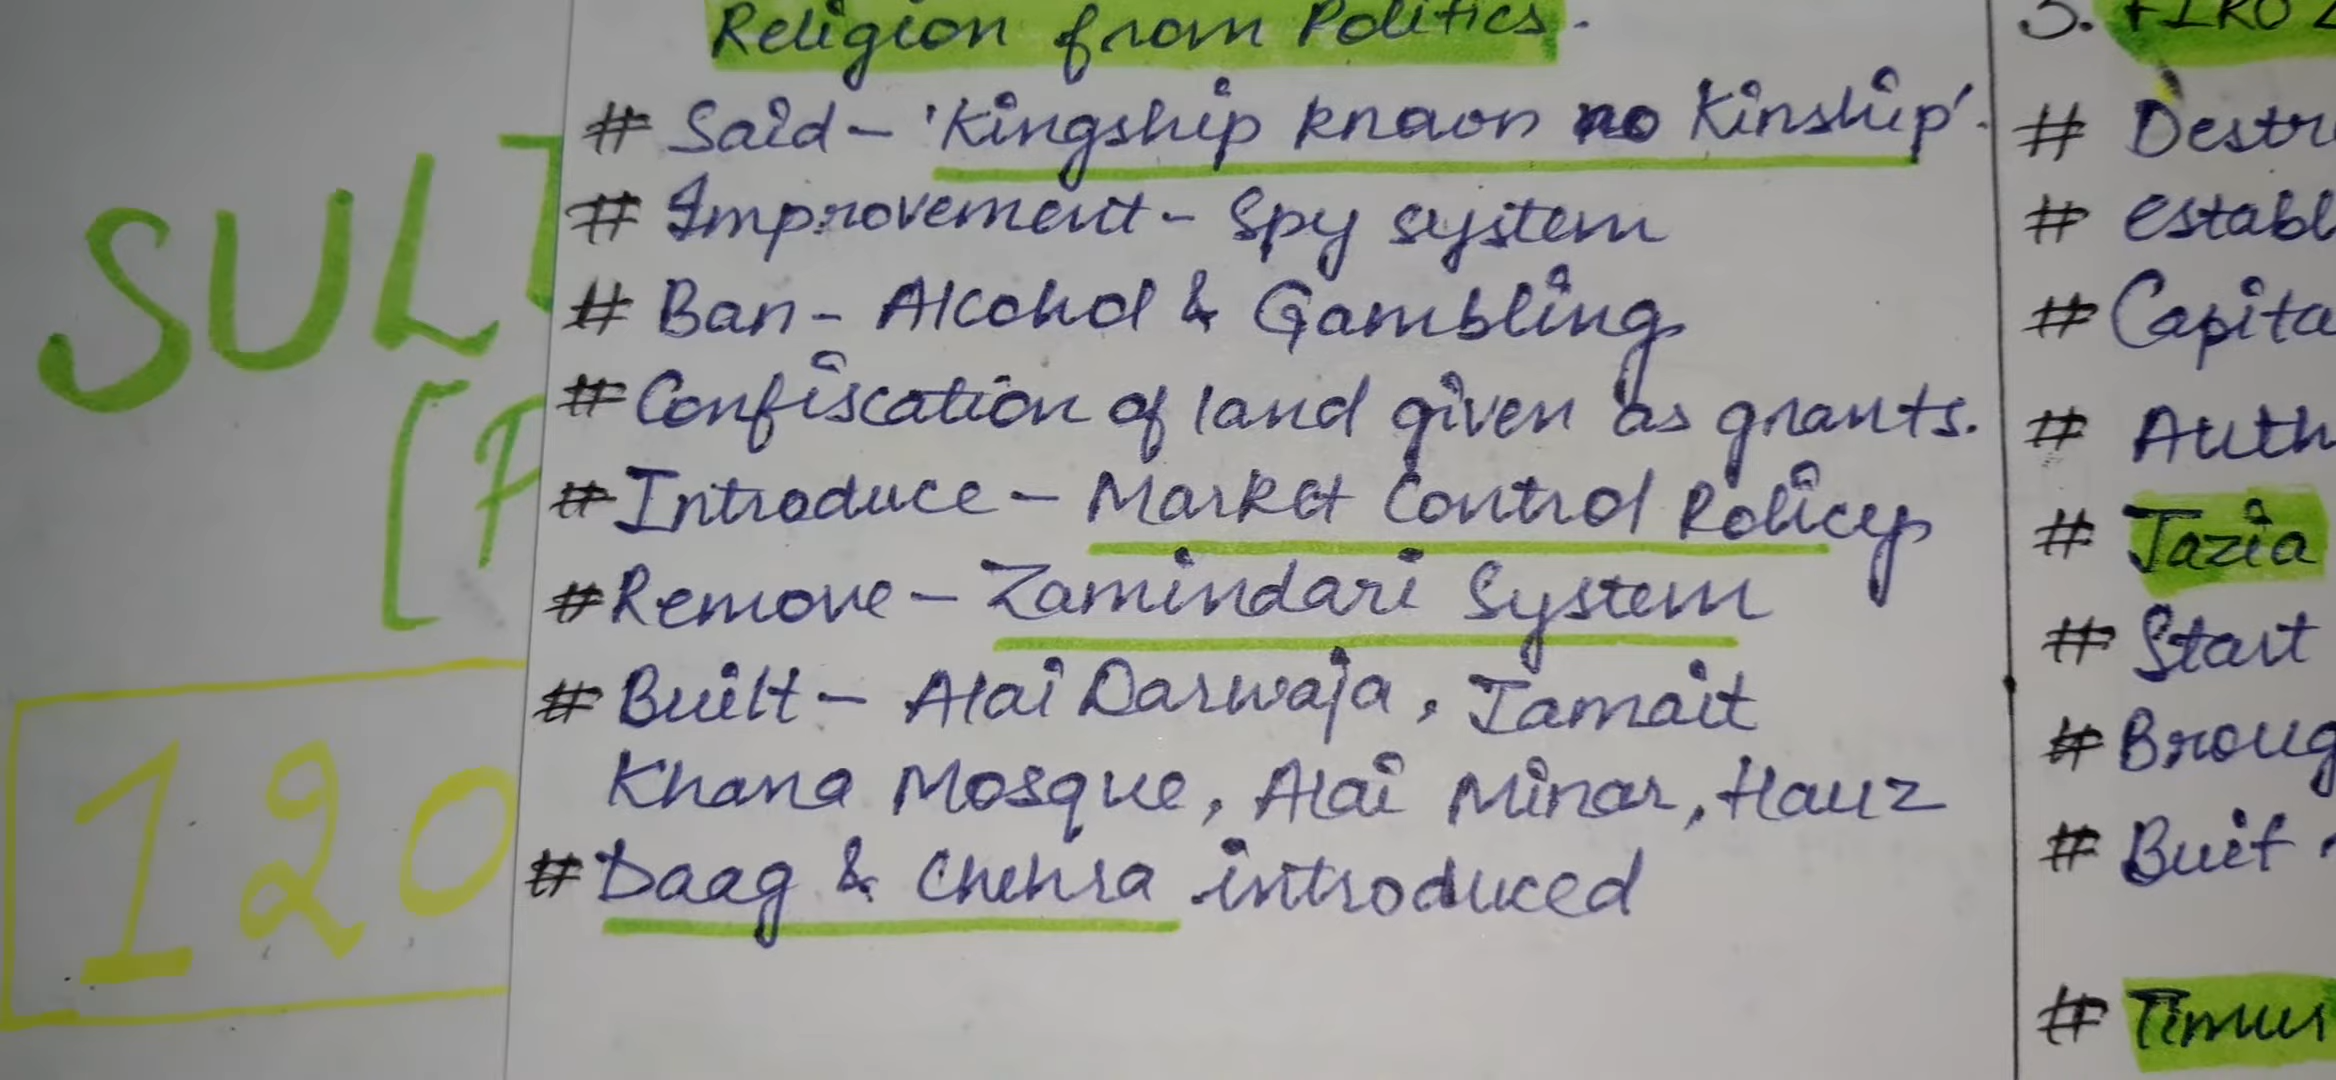 SULT
[
120
Religion from Politics.
# Said - 'Kingship knows no Kinship'.
# Improvement - Spy system
# Ban - Alcohol & Gambling
# Confiscation of land given as grants.
# Introduce - Market Control Policy
# Remove - Zamindari System
# Built - Alai Darwaja, Jamait
Khana Mosque, Alai Minar, Hauz
# Daag & Chehra introduced
# Destr
# establ
# Capita
# Auth
# Jazia
# Start
# Broug
# Buit
# Timur